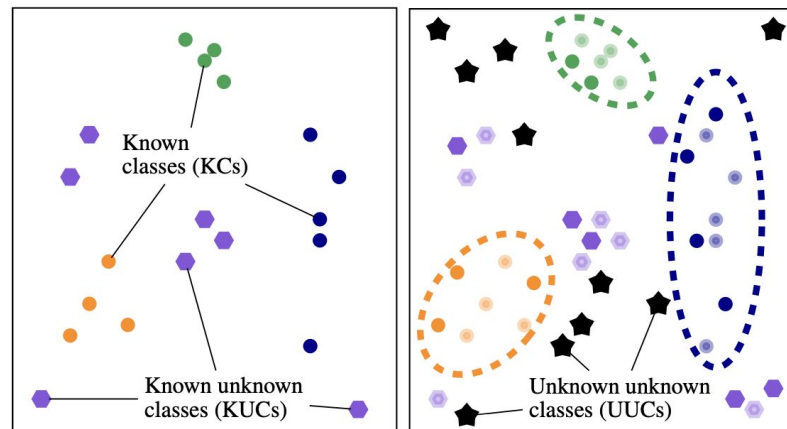 Known
classes (KCs)
Known unknown
classes (KUCs)
Unknown unknown
classes (UUCs)